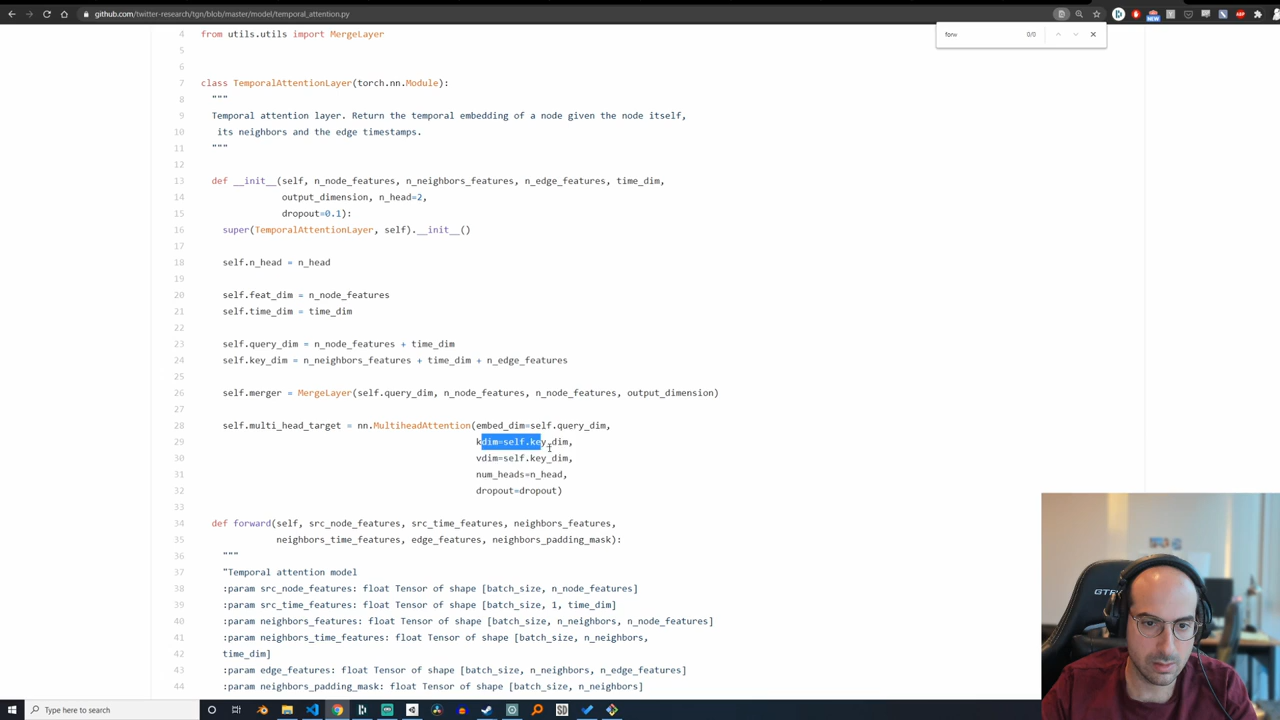 github.com/twitter-research/tgn/blob/master/model/temporal_attention.py
forw 0/0
4 from utils.utils import MergeLayer
5
6
7 class TemporalAttentionLayer(torch.nn.Module):
8 """
9 Temporal attention layer. Return the temporal embedding of a node given the node itself,
10 its neighbors and the edge timestamps.
11 """
12
13 def __init__(self, n_node_features, n_neighbors_features, n_edge_features, time_dim,
14 output_dimension, n_head=2,
15 dropout=0.1):
16 super(TemporalAttentionLayer, self).__init__()
17
18 self.n_head = n_head
19
20 self.feat_dim = n_node_features
21 self.time_dim = time_dim
22
23 self.query_dim = n_node_features + time_dim
24 self.key_dim = n_neighbors_features + time_dim + n_edge_features
25
26 self.merger = MergeLayer(self.query_dim, n_node_features, n_node_features, output_dimension)
27
28 self.multi_head_target = nn.MultiheadAttention(embed_dim=self.query_dim,
29 kdim=self.key_dim,
30 vdim=self.key_dim,
31 num_heads=n_head,
32 dropout=dropout)
33
34 def forward(self, src_node_features, src_time_features, neighbors_features,
35 neighbors_time_features, edge_features, neighbors_padding_mask):
36 """
37 "Temporal attention model
38 :param src_node_features: float Tensor of shape [batch_size, n_node_features]
39 :param src_time_features: float Tensor of shape [batch_size, 1, time_dim]
40 :param neighbors_features: float Tensor of shape [batch_size, n_neighbors, n_node_features]
41 :param neighbors_time_features: float Tensor of shape [batch_size, n_neighbors,
42 time_dim]
43 :param edge_features: float Tensor of shape [batch_size, n_neighbors, n_edge_features]
44 :param neighbors_padding_mask: float Tensor of shape [batch_size, n_neighbors]
Type here to search